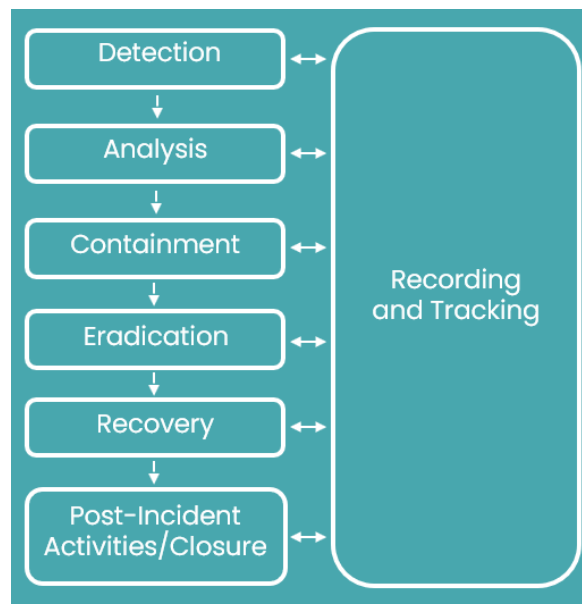 Detection
Analysis
Containment
Eradication
Recovery
Post-Incident
Activities/Closure
Recording
and Tracking